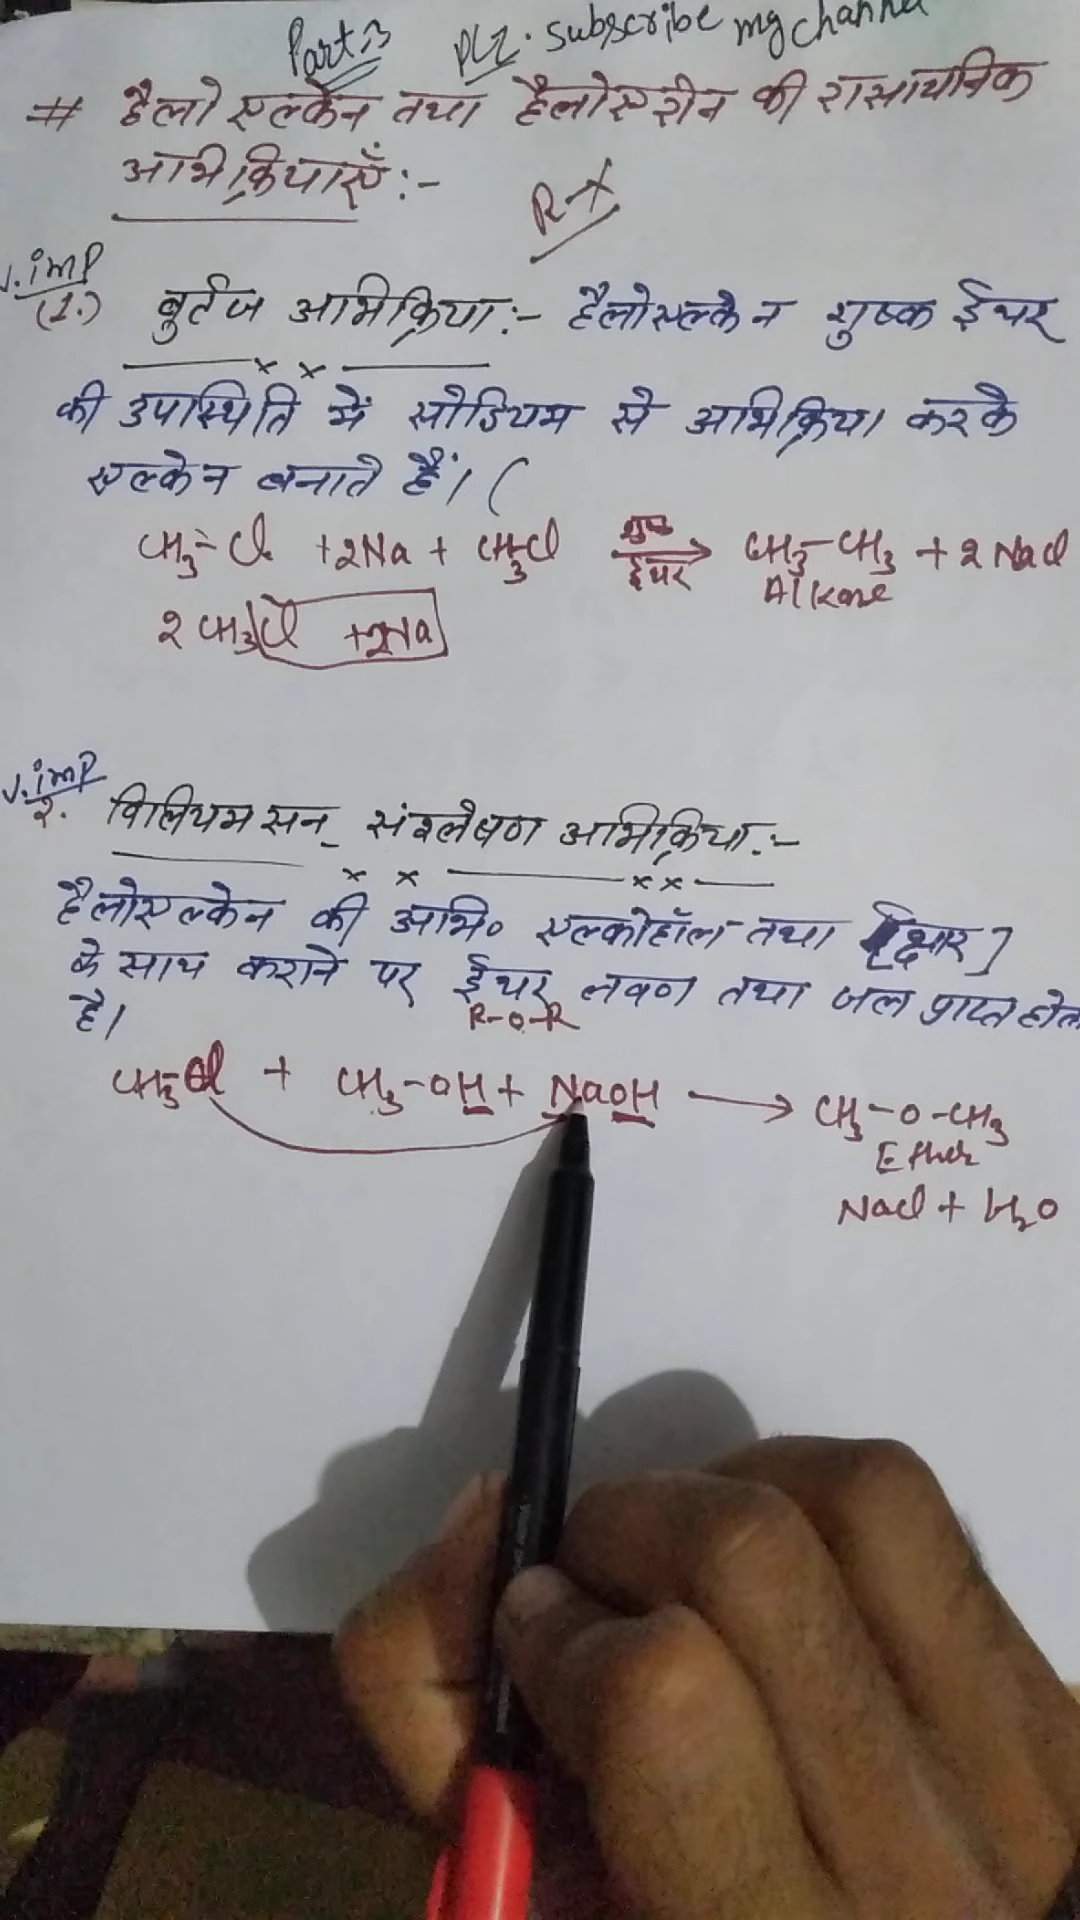 Part:3 PLZ. subscribe my channel
# हैलो एल्केन तथा हैलोएरीन की रासायनिक
अभिक्रियाएँ:-
R-X
V.imp
(1.) वुर्टज अभिक्रिया:- हैलोएल्केन शुष्क ईथर
की उपस्थिति में सोडियम से अभिक्रिया करके
एल्केन बनाते हैं। (
CH3-Cl + 2Na + CH3Cl शुष्क ईथर → CH3-CH3 + 2NaCl
Alkane
2CH3Cl + 2Na
V.imp
2. विलियमसन संश्लेषण अभिक्रिया:-
हैलोएल्केन की अभि० एल्कोहॉल तथा [क्षार]
के साथ कराने पर ईथर लवण तथा जल प्राप्त होता
है।
R-O-R
CH3Cl + CH3-OH + NaOH → CH3-O-CH3
Ether
NaCl + H2O